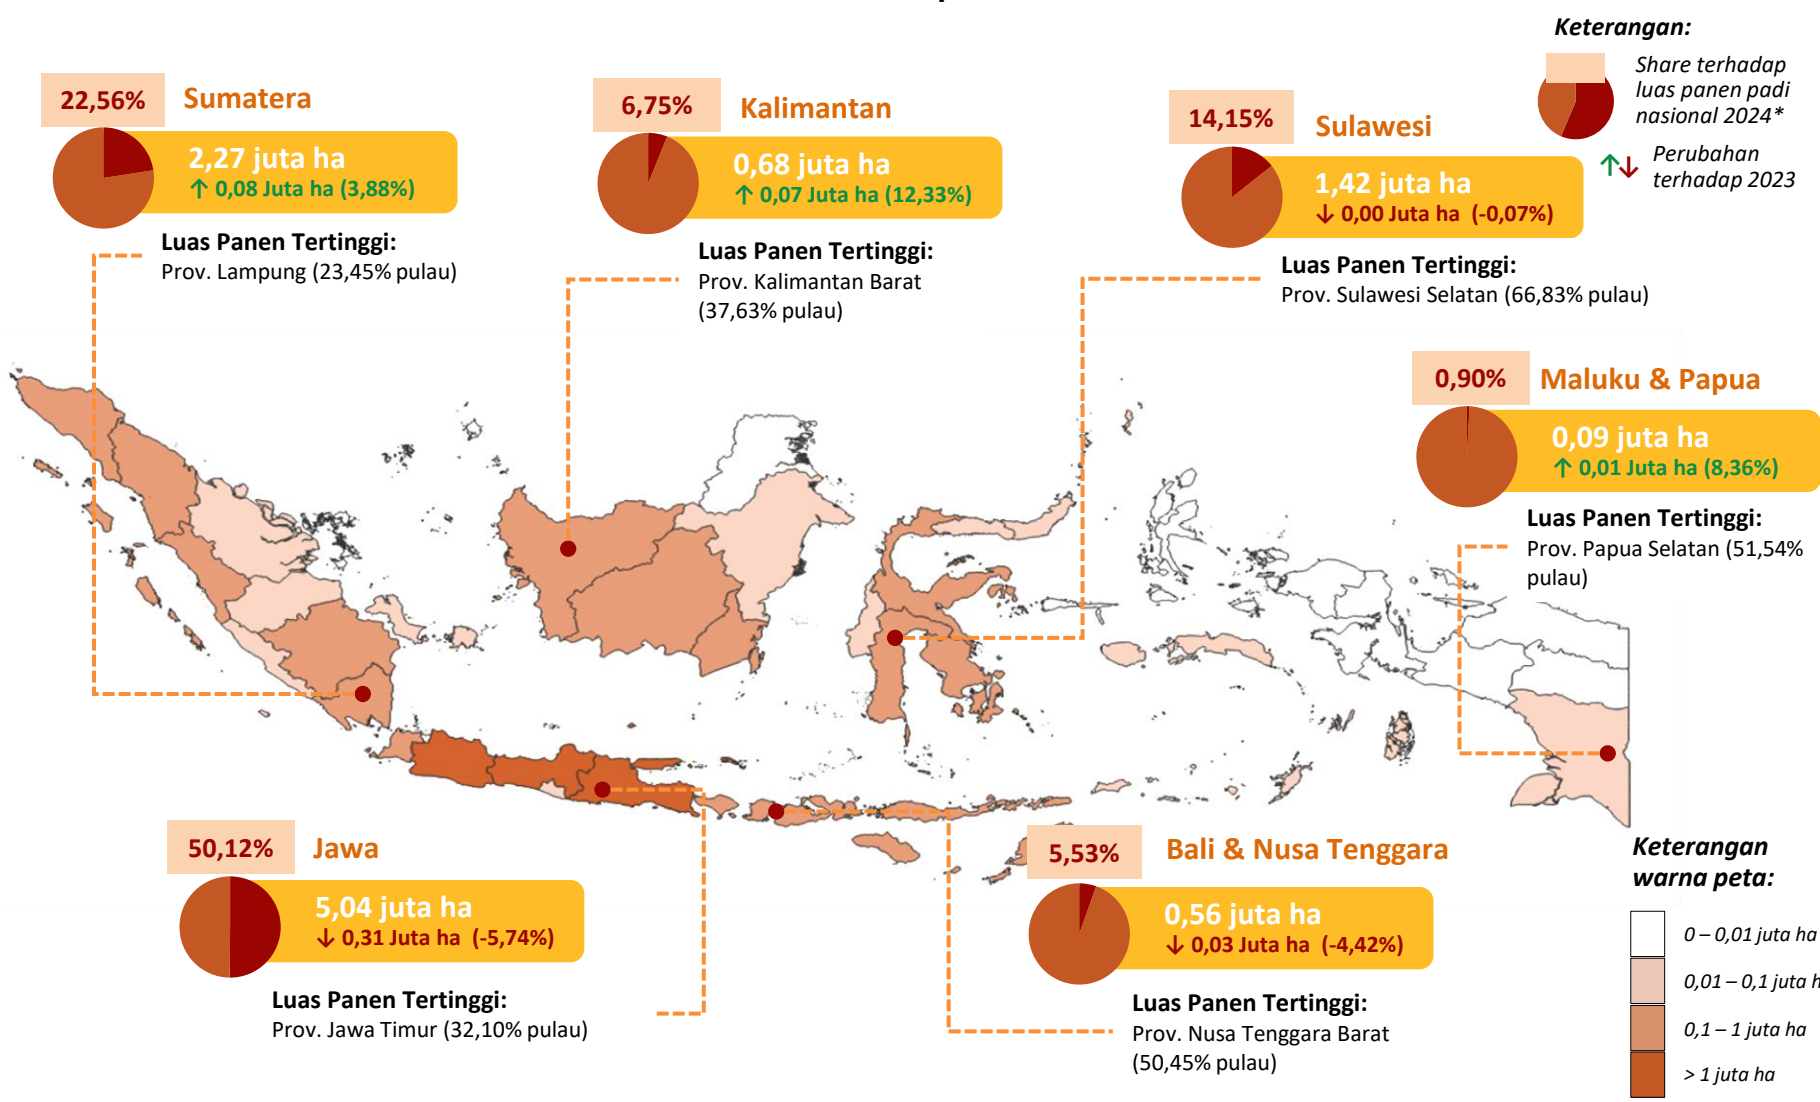 Keterangan:
Share terhadap
luas panen padi
nasional 2024*
↑↓ Perubahan
terhadap 2023
22,56% Sumatera
2,27 juta ha
↑ 0,08 Juta ha (3,88%)
Luas Panen Tertinggi:
Prov. Lampung (23,45% pulau)
6,75% Kalimantan
0,68 juta ha
↑ 0,07 Juta ha (12,33%)
Luas Panen Tertinggi:
Prov. Kalimantan Barat
(37,63% pulau)
14,15% Sulawesi
1,42 juta ha
↓ 0,00 Juta ha (-0,07%)
Luas Panen Tertinggi:
Prov. Sulawesi Selatan (66,83% pulau)
0,90% Maluku & Papua
0,09 juta ha
↑ 0,01 Juta ha (8,36%)
Luas Panen Tertinggi:
Prov. Papua Selatan (51,54%
pulau)
50,12% Jawa
5,04 juta ha
↓ 0,31 Juta ha (-5,74%)
Luas Panen Tertinggi:
Prov. Jawa Timur (32,10% pulau)
5,53% Bali & Nusa Tenggara
0,56 juta ha
↓ 0,03 Juta ha (-4,42%)
Luas Panen Tertinggi:
Prov. Nusa Tenggara Barat
(50,45% pulau)
Keterangan
warna peta:
0 – 0,01 juta ha
0,01 – 0,1 juta h
0,1 – 1 juta ha
> 1 juta ha